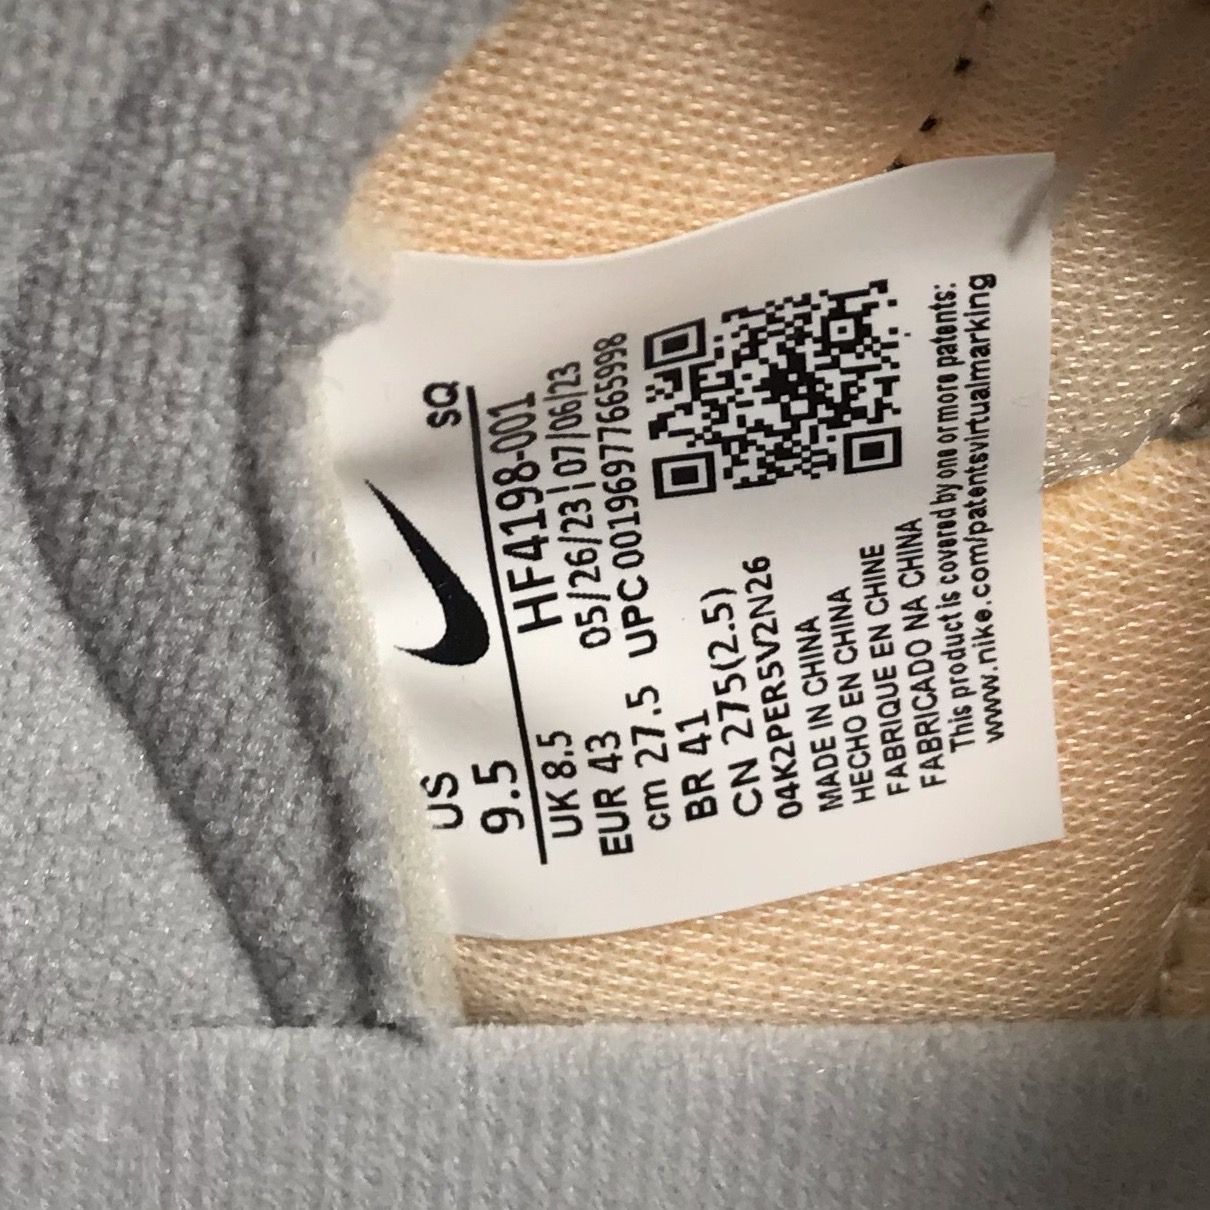 US
9.5
SQ
UK 8.5
HF4198-001
EUR 43
05/26/23|07/06/23
cm 27.5
UPC 00196977665998
BR 41
CN 275(2.5)
04K2PER5V2N26
MADE IN CHINA
HECHO EN CHINA
FABRIQUE EN CHINE
FABRICADO NA CHINA
This product is covered by one or more patents:
www.nike.com/patentsvirtualmarking